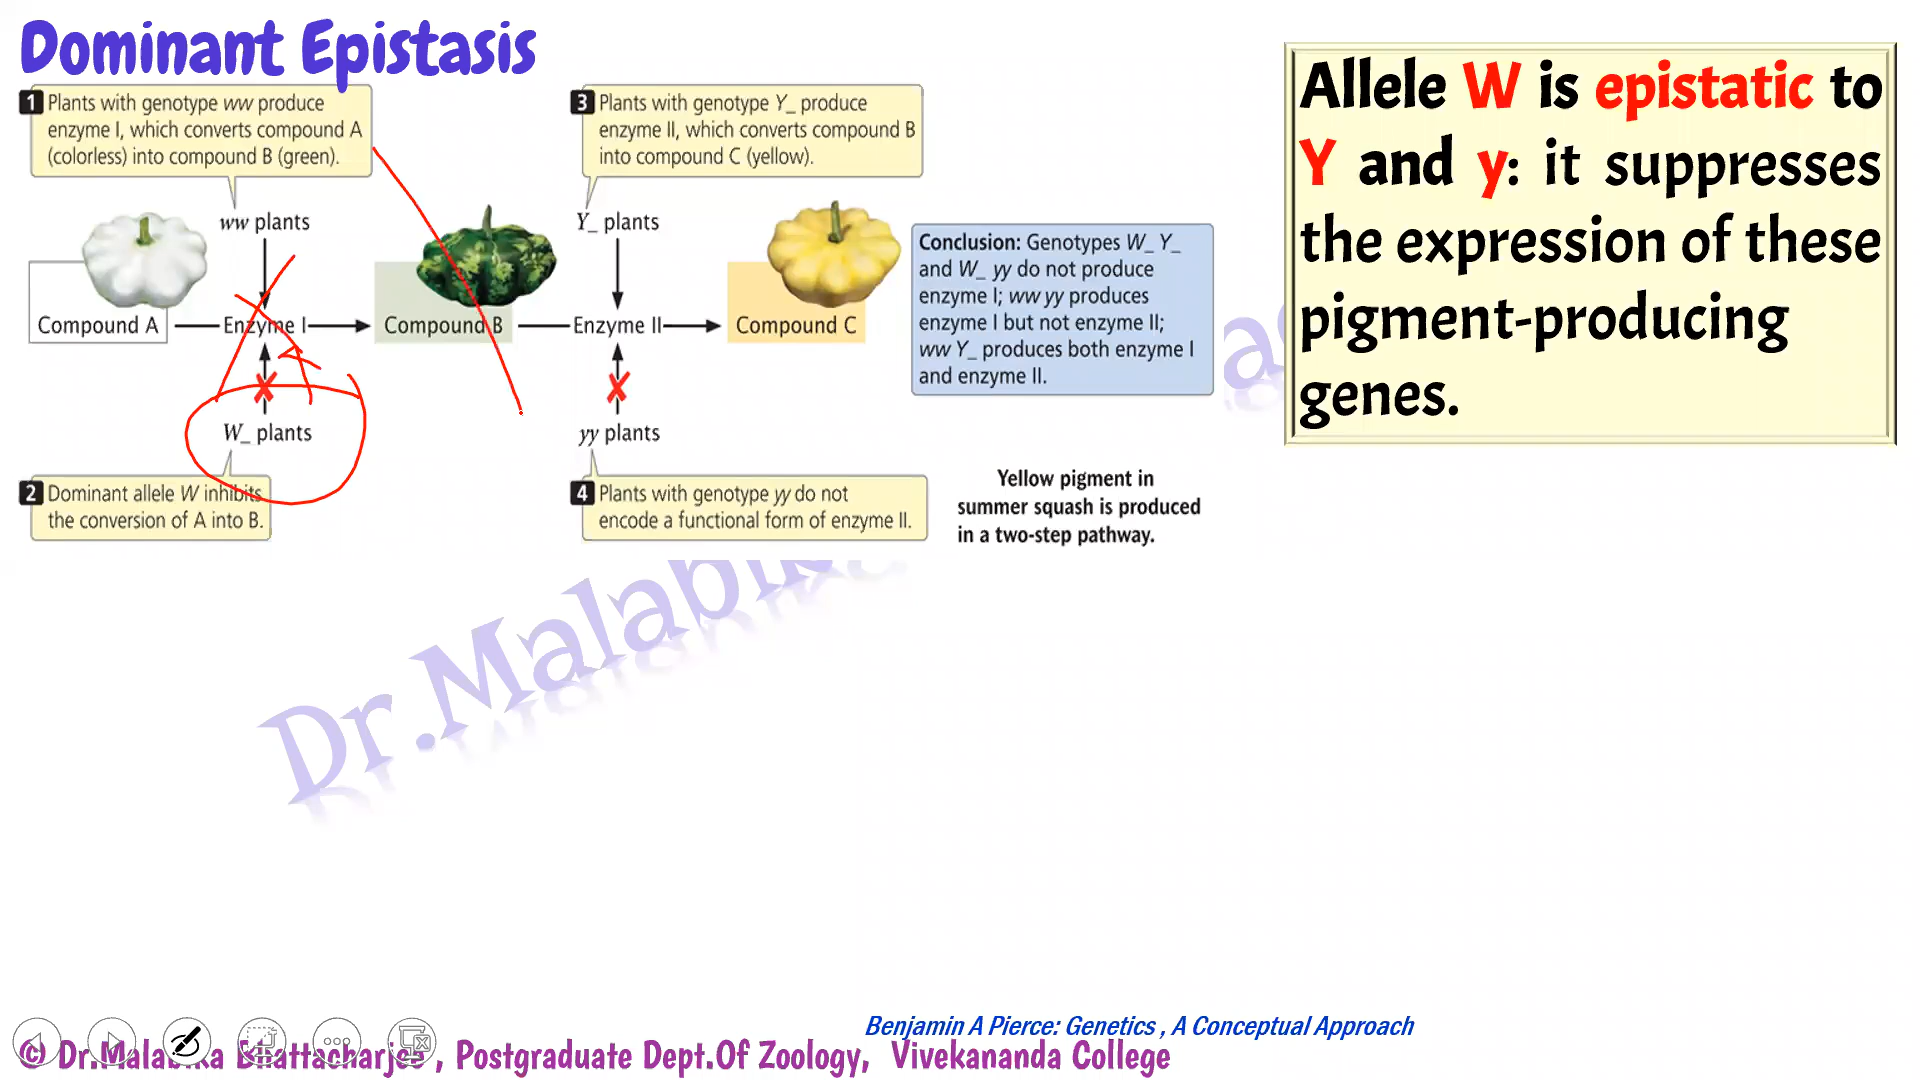 Dominant Epistasis
1 Plants with genotype ww produce
enzyme I, which converts compound A
(colorless) into compound B (green).
3 Plants with genotype Y_ produce
enzyme II, which converts compound B
into compound C (yellow).
ww plants
Y_ plants
Compound A
Enzyme I
Compound B
Enzyme II
Compound C
W_ plants
yy plants
2 Dominant allele W inhibits
the conversion of A into B.
4 Plants with genotype yy do not
encode a functional form of enzyme II.
Conclusion: Genotypes W_ Y_
and W_ yy do not produce
enzyme I; ww yy produces
enzyme I but not enzyme II;
ww Y_ produces both enzyme I
and enzyme II.
Yellow pigment in
summer squash is produced
in a two-step pathway.
Allele W is epistatic to
Y and y: it suppresses
the expression of these
pigment-producing
genes.
Dr.Malabik
Benjamin A Pierce: Genetics , A Conceptual Approach
© Dr.Malabika Bhattacharjee , Postgraduate Dept.Of Zoology, Vivekananda College